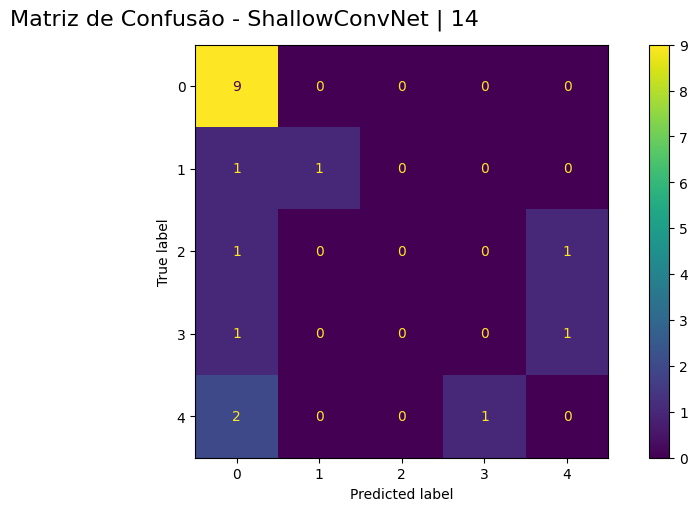 Matriz de Confusão - ShallowConvNet | 14
0 9 0 0 0 0
1 1 1 0 0 0
2 1 0 0 0 1
3 1 0 0 0 1
4 2 0 0 1 0
0 1 2 3 4
True label
Predicted label
9
8
7
6
5
4
3
2
1
0